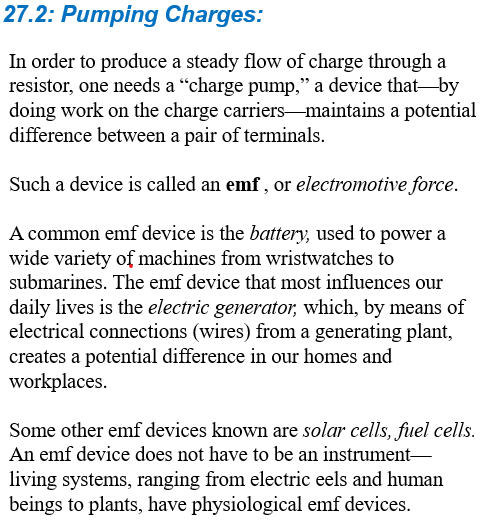 27.2: Pumping Charges:
In order to produce a steady flow of charge through a
resistor, one needs a “charge pump,” a device that—by
doing work on the charge carriers—maintains a potential
difference between a pair of terminals.
Such a device is called an emf , or electromotive force.
A common emf device is the battery, used to power a
wide variety of machines from wristwatches to
submarines. The emf device that most influences our
daily lives is the electric generator, which, by means of
electrical connections (wires) from a generating plant,
creates a potential difference in our homes and
workplaces.
Some other emf devices known are solar cells, fuel cells.
An emf device does not have to be an instrument—
living systems, ranging from electric eels and human
beings to plants, have physiological emf devices.